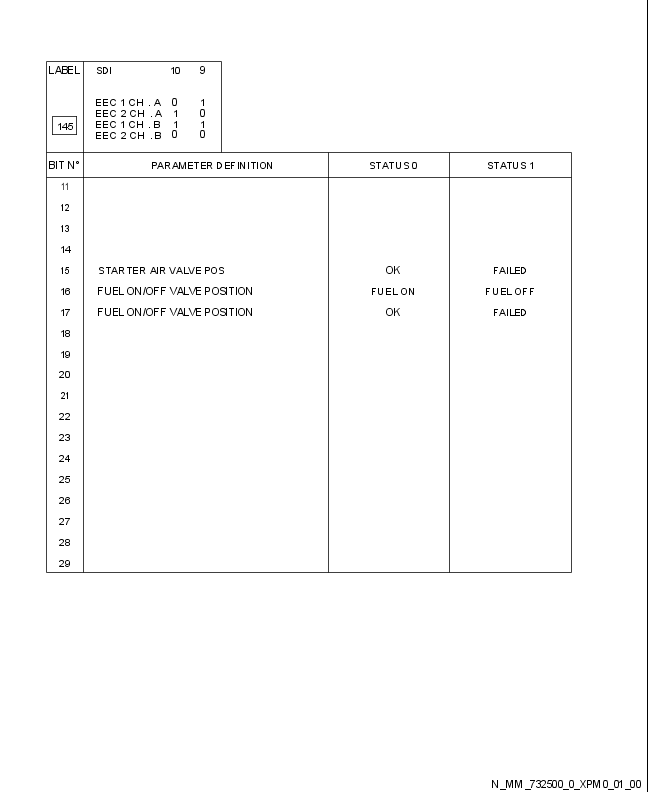 LABEL SDI 10 9
EEC 1 CH . A 0 1
EEC 2 CH . A 1 0
145 EEC 1 CH . B 1 1
EEC 2 CH . B 0 0
BIT N° PARAMETER DEFINITION STATUS 0 STATUS 1
11
12
13
14
15 STARTER AIR VALVE POS OK FAILED
16 FUEL ON/OFF VALVE POSITION FUEL ON FUEL OFF
17 FUEL ON/OFF VALVE POSITION OK FAILED
18
19
20
21
22
23
24
25
26
27
28
29
N_MM_732500_0_XPM0_01_00